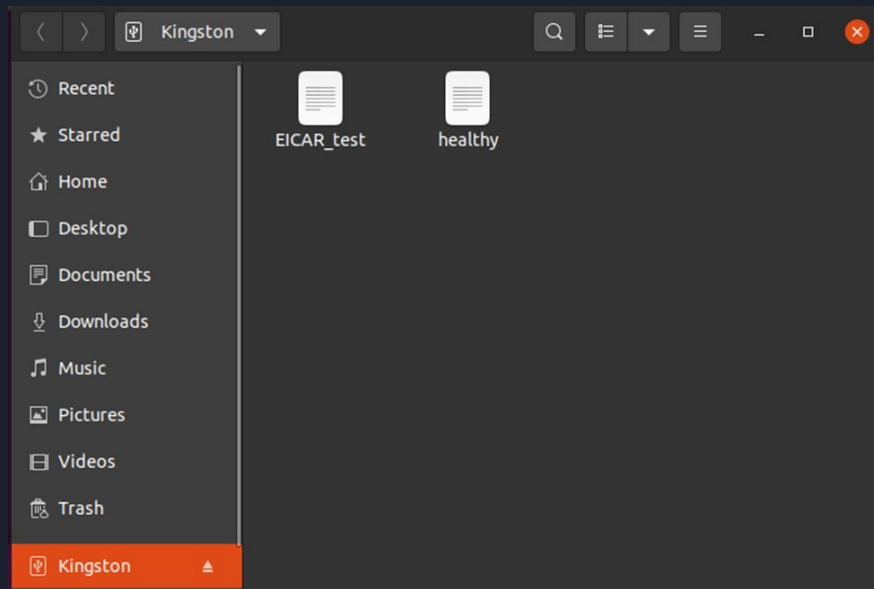 Kingston
Recent
Starred
Home
Desktop
Documents
Downloads
Music
Pictures
Videos
Trash
Kingston
EICAR_test
healthy